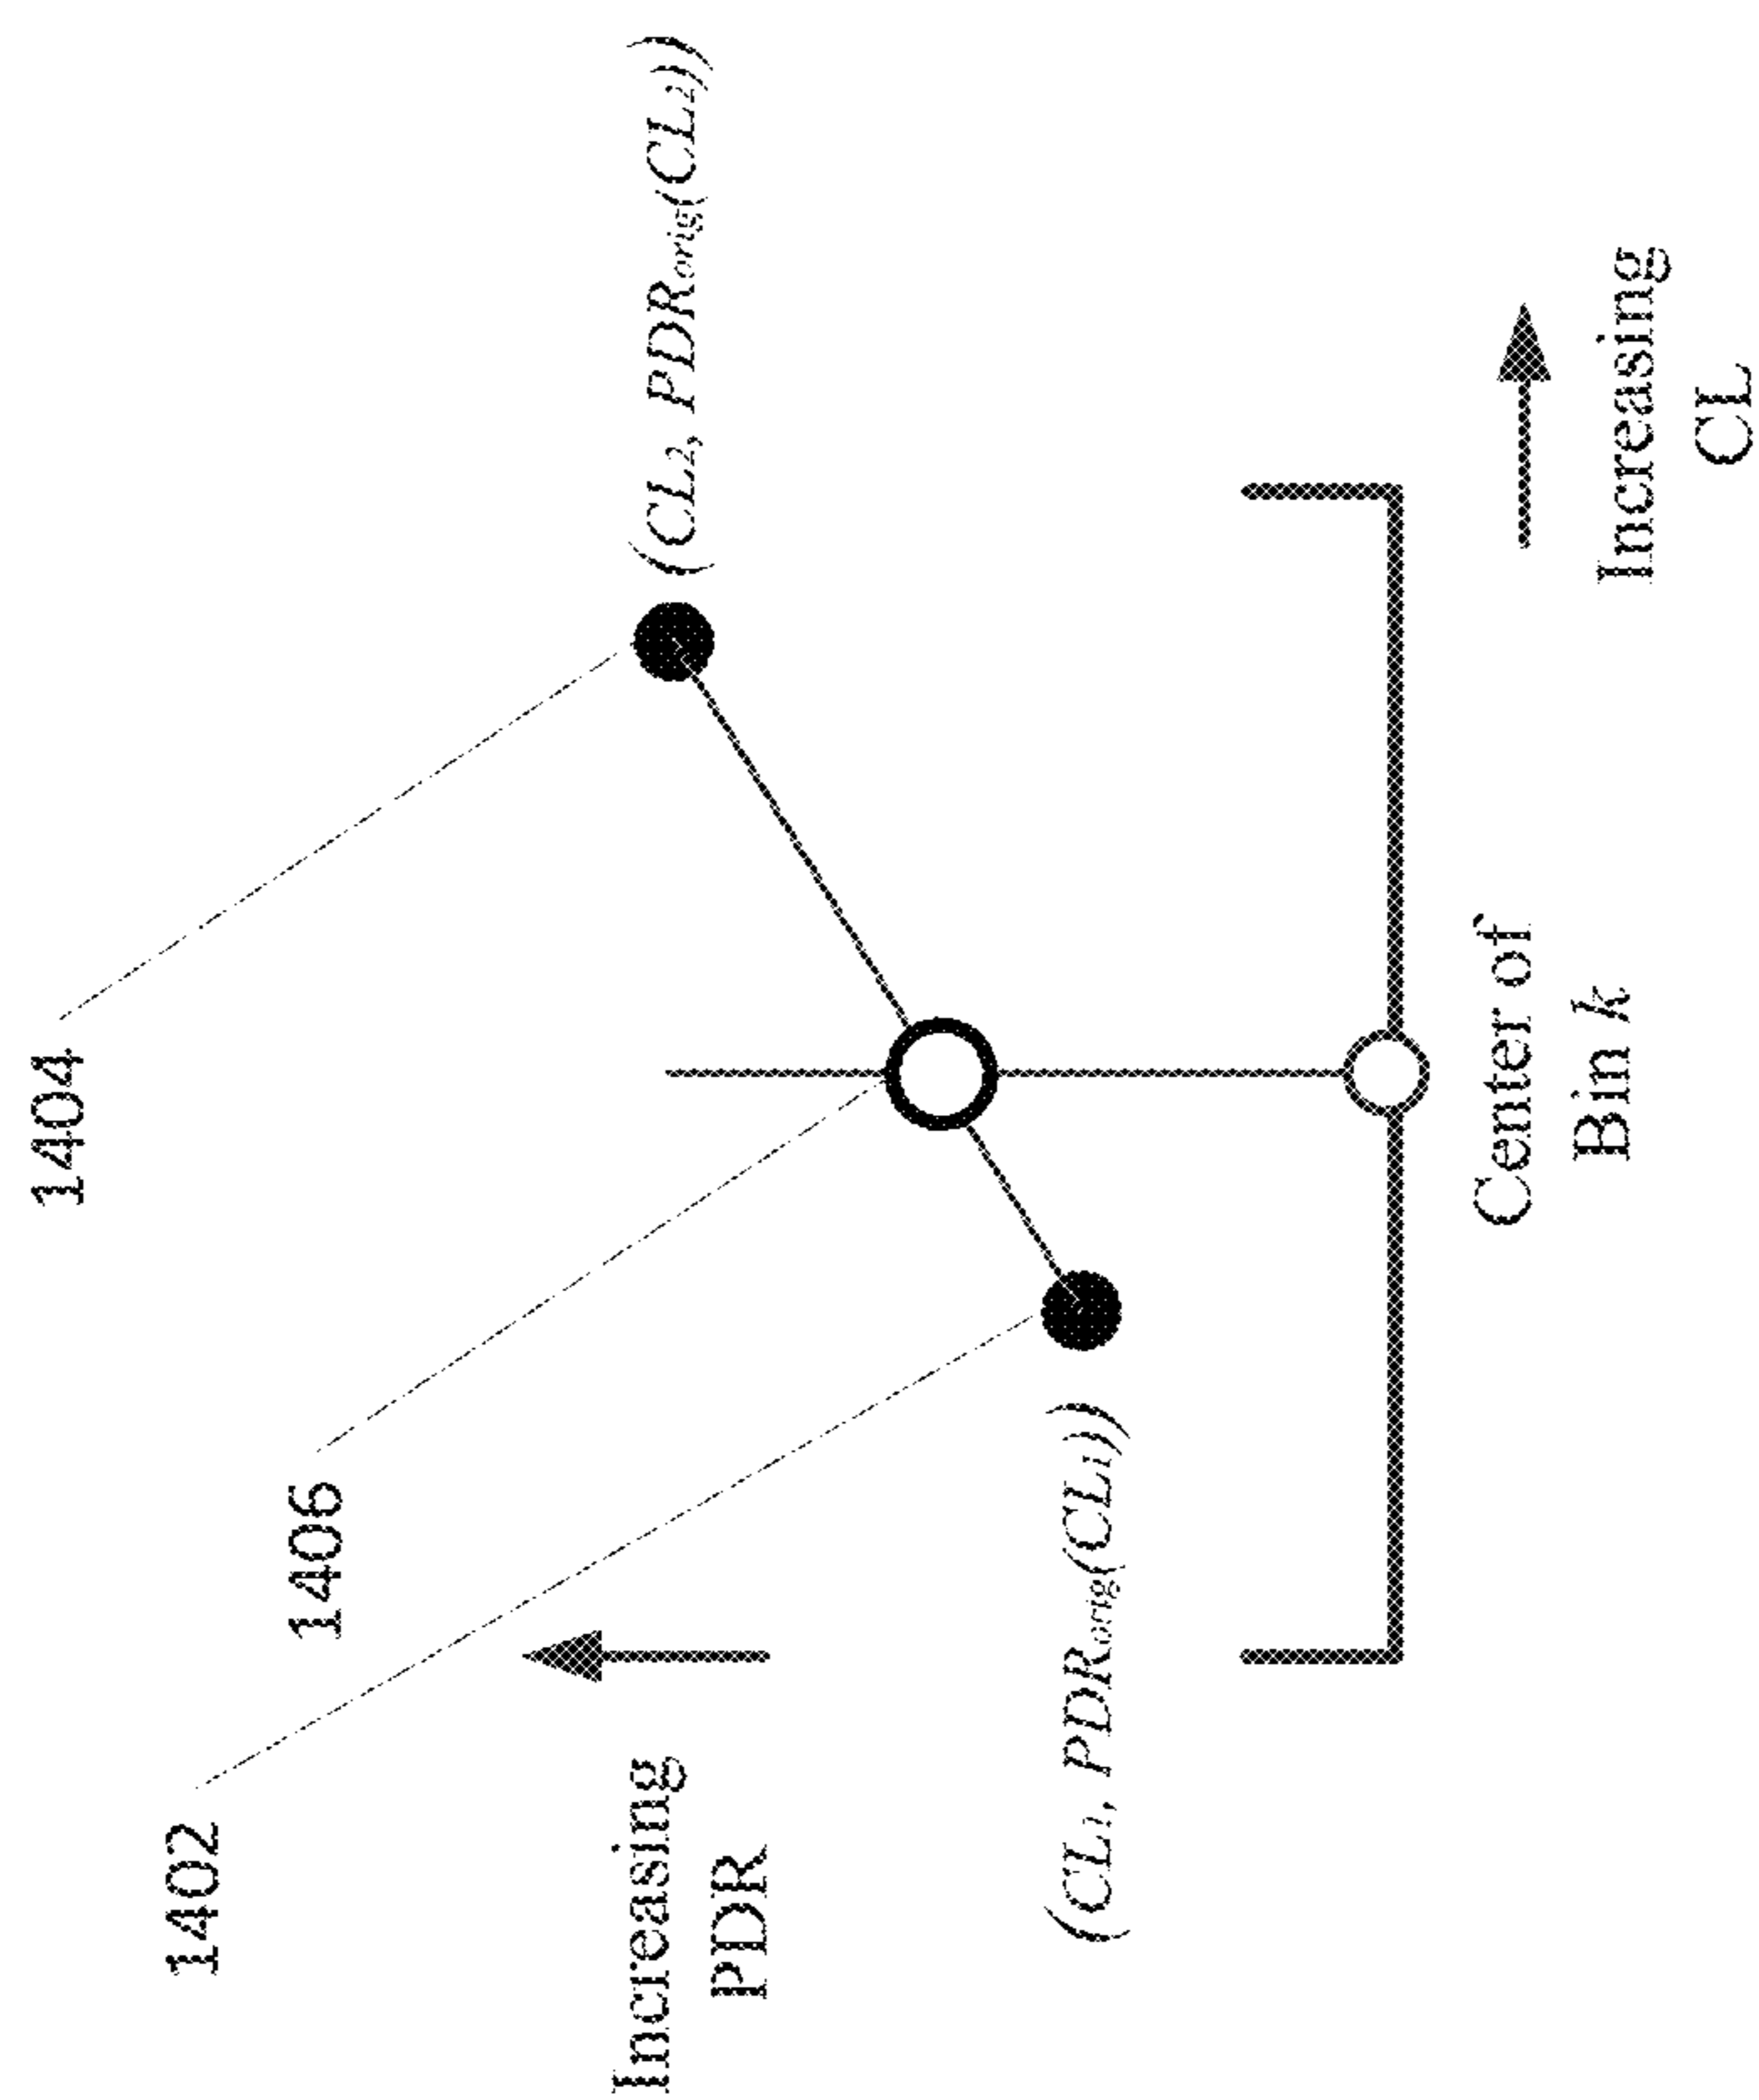 1404
1406
1402
Increasing
PDR
(CL2, PDRorig(CL2))
(CL1, PDRorig(CL1))
Center of
Bin k
Increasing
CL